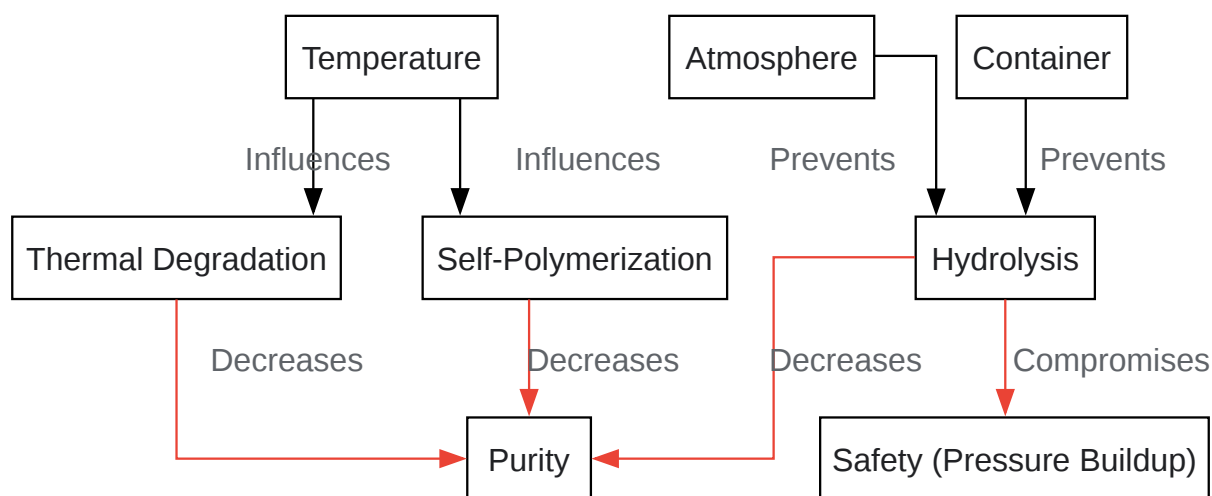 Temperature
Atmosphere
Container
Influences
Influences
Prevents
Prevents
Thermal Degradation
Self-Polymerization
Hydrolysis
Decreases
Decreases
Decreases
Compromises
Purity
Safety (Pressure Buildup)